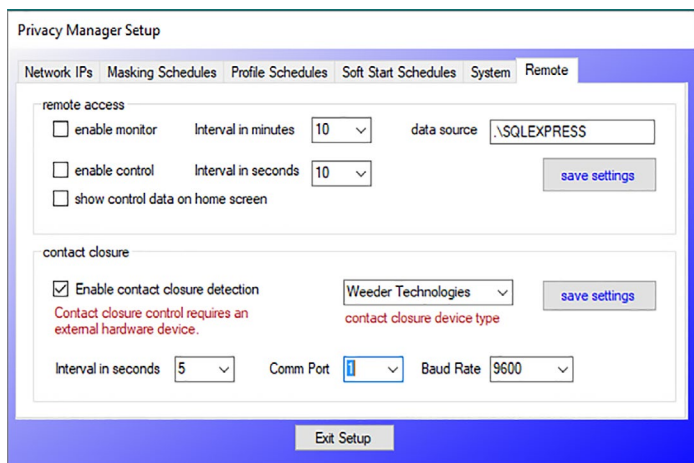 Privacy Manager Setup
Network IPs Masking Schedules Profile Schedules Soft Start Schedules System Remote
remote access
enable monitor Interval in minutes 10 data source .\SQLEXPRESS
enable control Interval in seconds 10 save settings
show control data on home screen
contact closure
Enable contact closure detection Weeder Technologies save settings
Contact closure control requires an contact closure device type
external hardware device.
Interval in seconds 5 Comm Port 1 Baud Rate 9600
Exit Setup